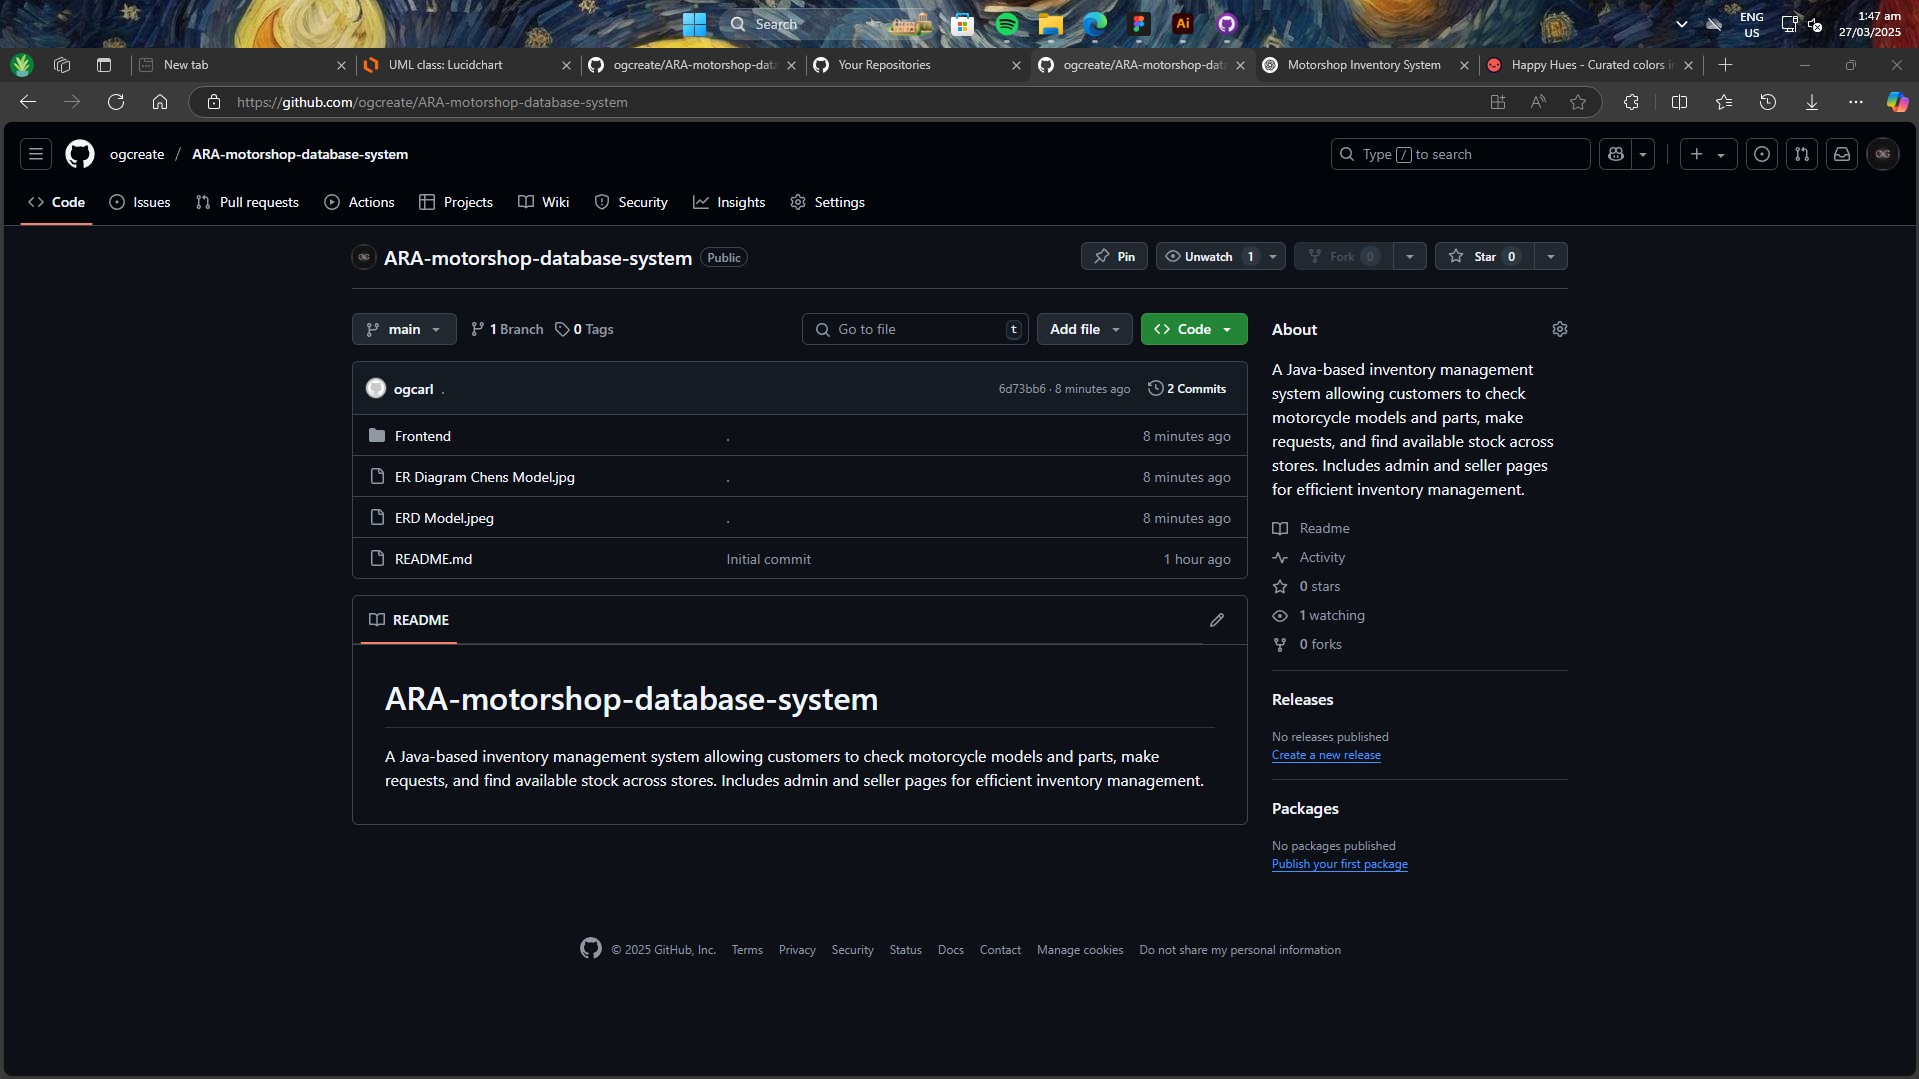 Search
Ai
ENG
US
1:47 am
27/03/2025
New tab
UML class: Lucidchart
ogcreate/ARA-motorshop-data
Your Repositories
ogcreate/ARA-motorshop-data
Motorshop Inventory System
Happy Hues - Curated colors in
https://github.com/ogcreate/ARA-motorshop-database-system
ogcreate / ARA-motorshop-database-system
Type / to search
OG
Code
Issues
Pull requests
Actions
Projects
Wiki
Security
Insights
Settings
OG
ARA-motorshop-database-system
Public
Pin
Unwatch 1
Fork 0
Star 0
main
1 Branch
0 Tags
Go to file
t
Add file
Code
ogcarl .
6d73bb6 · 8 minutes ago
2 Commits
Frontend . 8 minutes ago
ER Diagram Chens Model.jpg . 8 minutes ago
ERD Model.jpeg . 8 minutes ago
README.md Initial commit 1 hour ago
README
ARA-motorshop-database-system
A Java-based inventory management system allowing customers to check motorcycle models and parts, make
requests, and find available stock across stores. Includes admin and seller pages for efficient inventory management.
About
A Java-based inventory management
system allowing customers to check
motorcycle models and parts, make
requests, and find available stock across
stores. Includes admin and seller pages
for efficient inventory management.
Readme
Activity
0 stars
1 watching
0 forks
Releases
No releases published
Create a new release
Packages
No packages published
Publish your first package
© 2025 GitHub, Inc.
Terms
Privacy
Security
Status
Docs
Contact
Manage cookies
Do not share my personal information